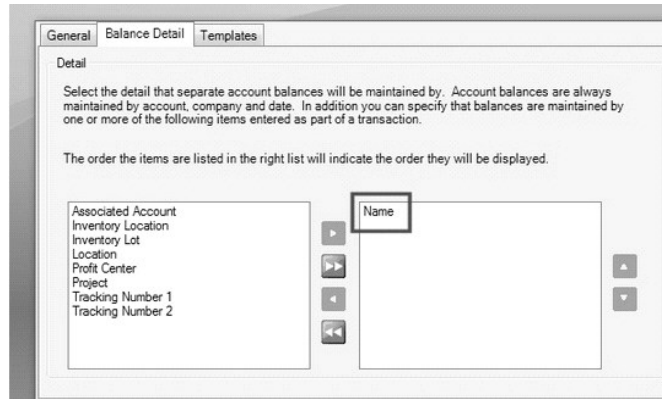 General Balance Detail Templates
Detail
Select the detail that separate account balances will be maintained by. Account balances are always
maintained by account, company and date. In addition you can specify that balances are maintained by
one or more of the following items entered as part of a transaction.
The order the items are listed in the right list will indicate the order they will be displayed.
Associated Account
Inventory Location
Inventory Lot
Location
Profit Center
Project
Tracking Number 1
Tracking Number 2
Name